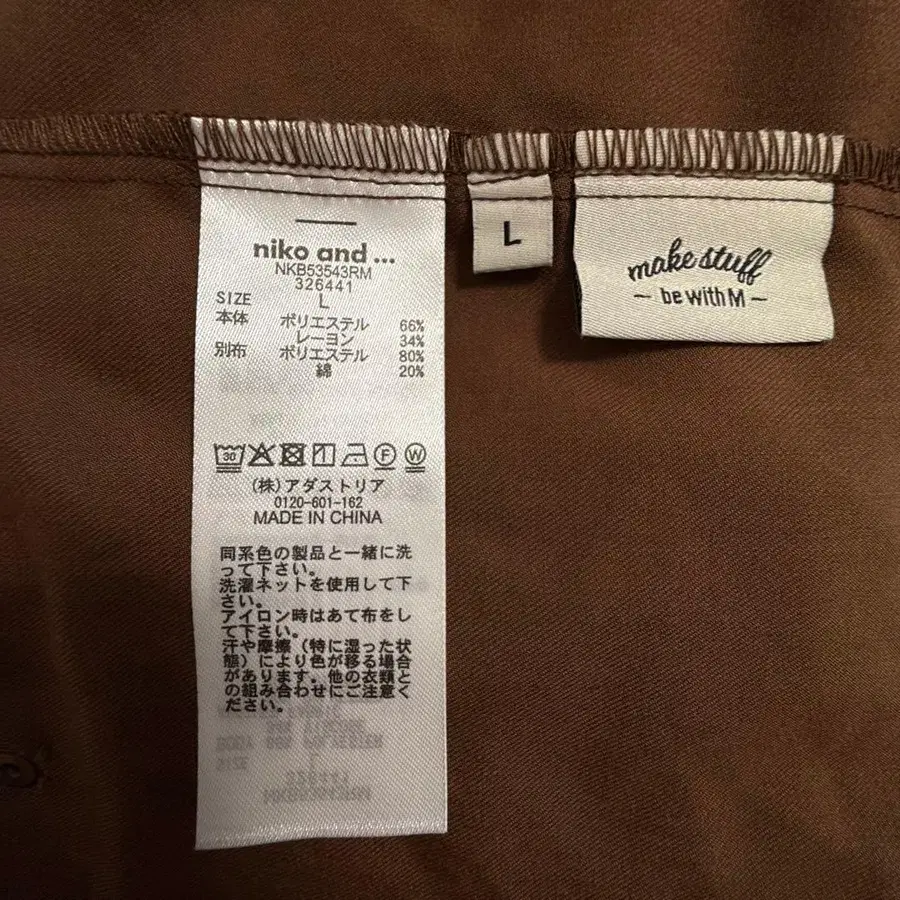 niko and ...
NKB53543RM
326441
SIZE L
本体 ポリエステル 66%
レーヨン 34%
別布 ポリエステル 80%
綿 20%
30 F W
(株)アダストリア
0120-601-162
MADE IN CHINA
同系色の製品と一緒に洗
って下さい。
洗濯ネットを使用して下
さい。
アイロン時はあて布をし
て下さい。
汗や摩擦（特に湿った状
態）により色が移る場合
があります。他の衣類と
の組み合わせにご注意く
ださい。
L
make stuff
~ be with M ~